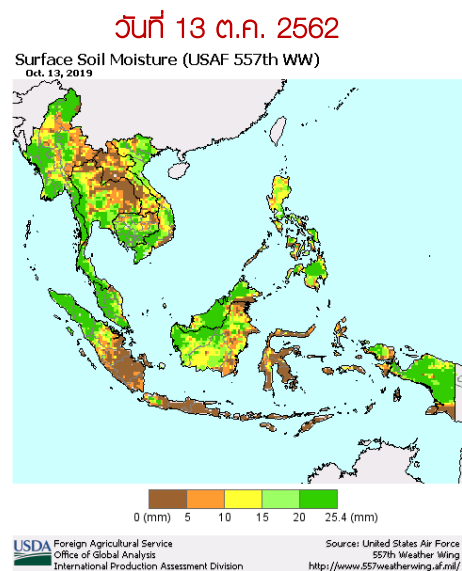 วันที่ 13 ต.ค. 2562
Surface Soil Moisture (USAF 557th WW)
Oct. 13, 2019
0 (mm) 5 10 15 20 25.4 (mm)
USDA Foreign Agricultural Service
Office of Global Analysis
International Production Assessment Division
Source: United States Air Force
557th Weather Wing
http://www.557weatherwing.af.mil/